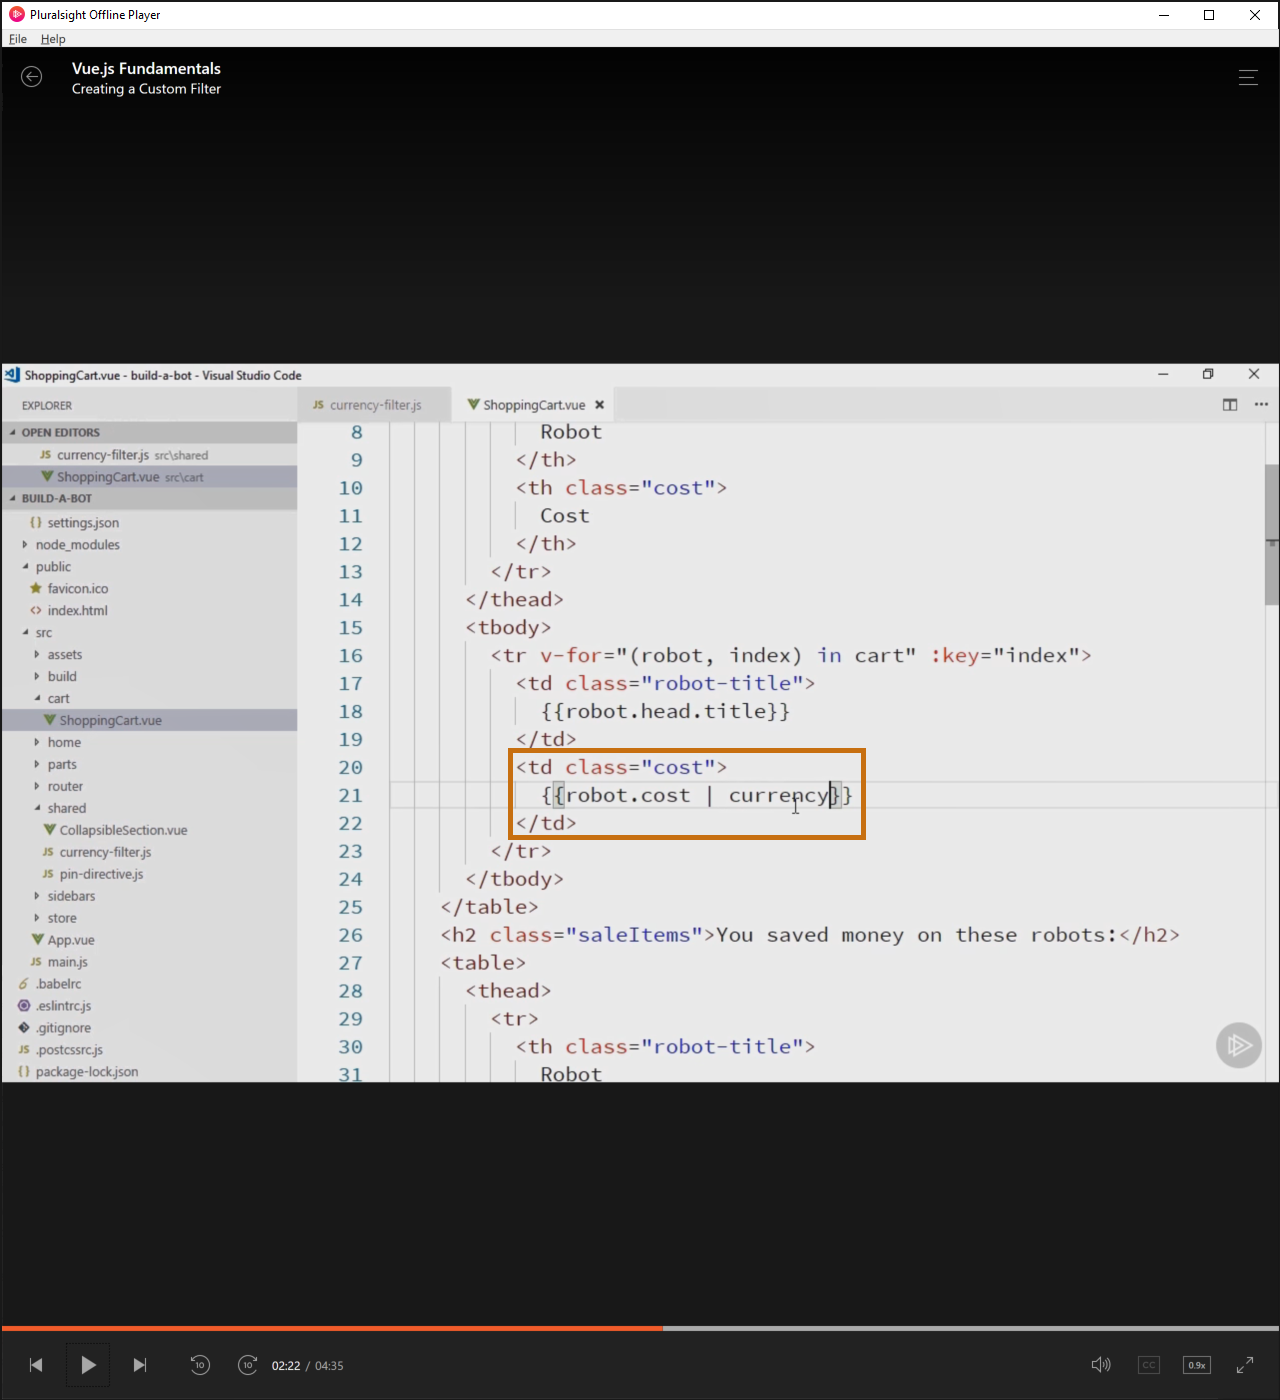 Pluralsight Offline Player
File Help
Vue.js Fundamentals
Creating a Custom Filter
ShoppingCart.vue - build-a-bot - Visual Studio Code
EXPLORER
OPEN EDITORS
JS currency-filter.js src\shared
ShoppingCart.vue src\cart
BUILD-A-BOT
{} settings.json
node_modules
public
favicon.ico
<> index.html
src
assets
build
cart
ShoppingCart.vue
home
parts
router
shared
CollapsibleSection.vue
JS currency-filter.js
JS pin-directive.js
sidebars
store
App.vue
JS main.js
.babelrc
.eslintrc.js
.gitignore
JS .postcssrc.js
{} package-lock.json
JS currency-filter.js
ShoppingCart.vue
8 Robot
9 </th>
10 <th class="cost">
11 Cost
12 </th>
13 </tr>
14 </thead>
15 <tbody>
16 <tr v-for="(robot, index) in cart" :key="index">
17 <td class="robot-title">
18 {{robot.head.title}}
19 </td>
20 <td class="cost">
21 {{robot.cost | currency}}
22 </td>
23 </tr>
24 </tbody>
25 </table>
26 <h2 class="saleItems">You saved money on these robots:</h2>
27 <table>
28 <thead>
29 <tr>
30 <th class="robot-title">
31 Robot
10
10
02:22 / 04:35
CC
0.9x